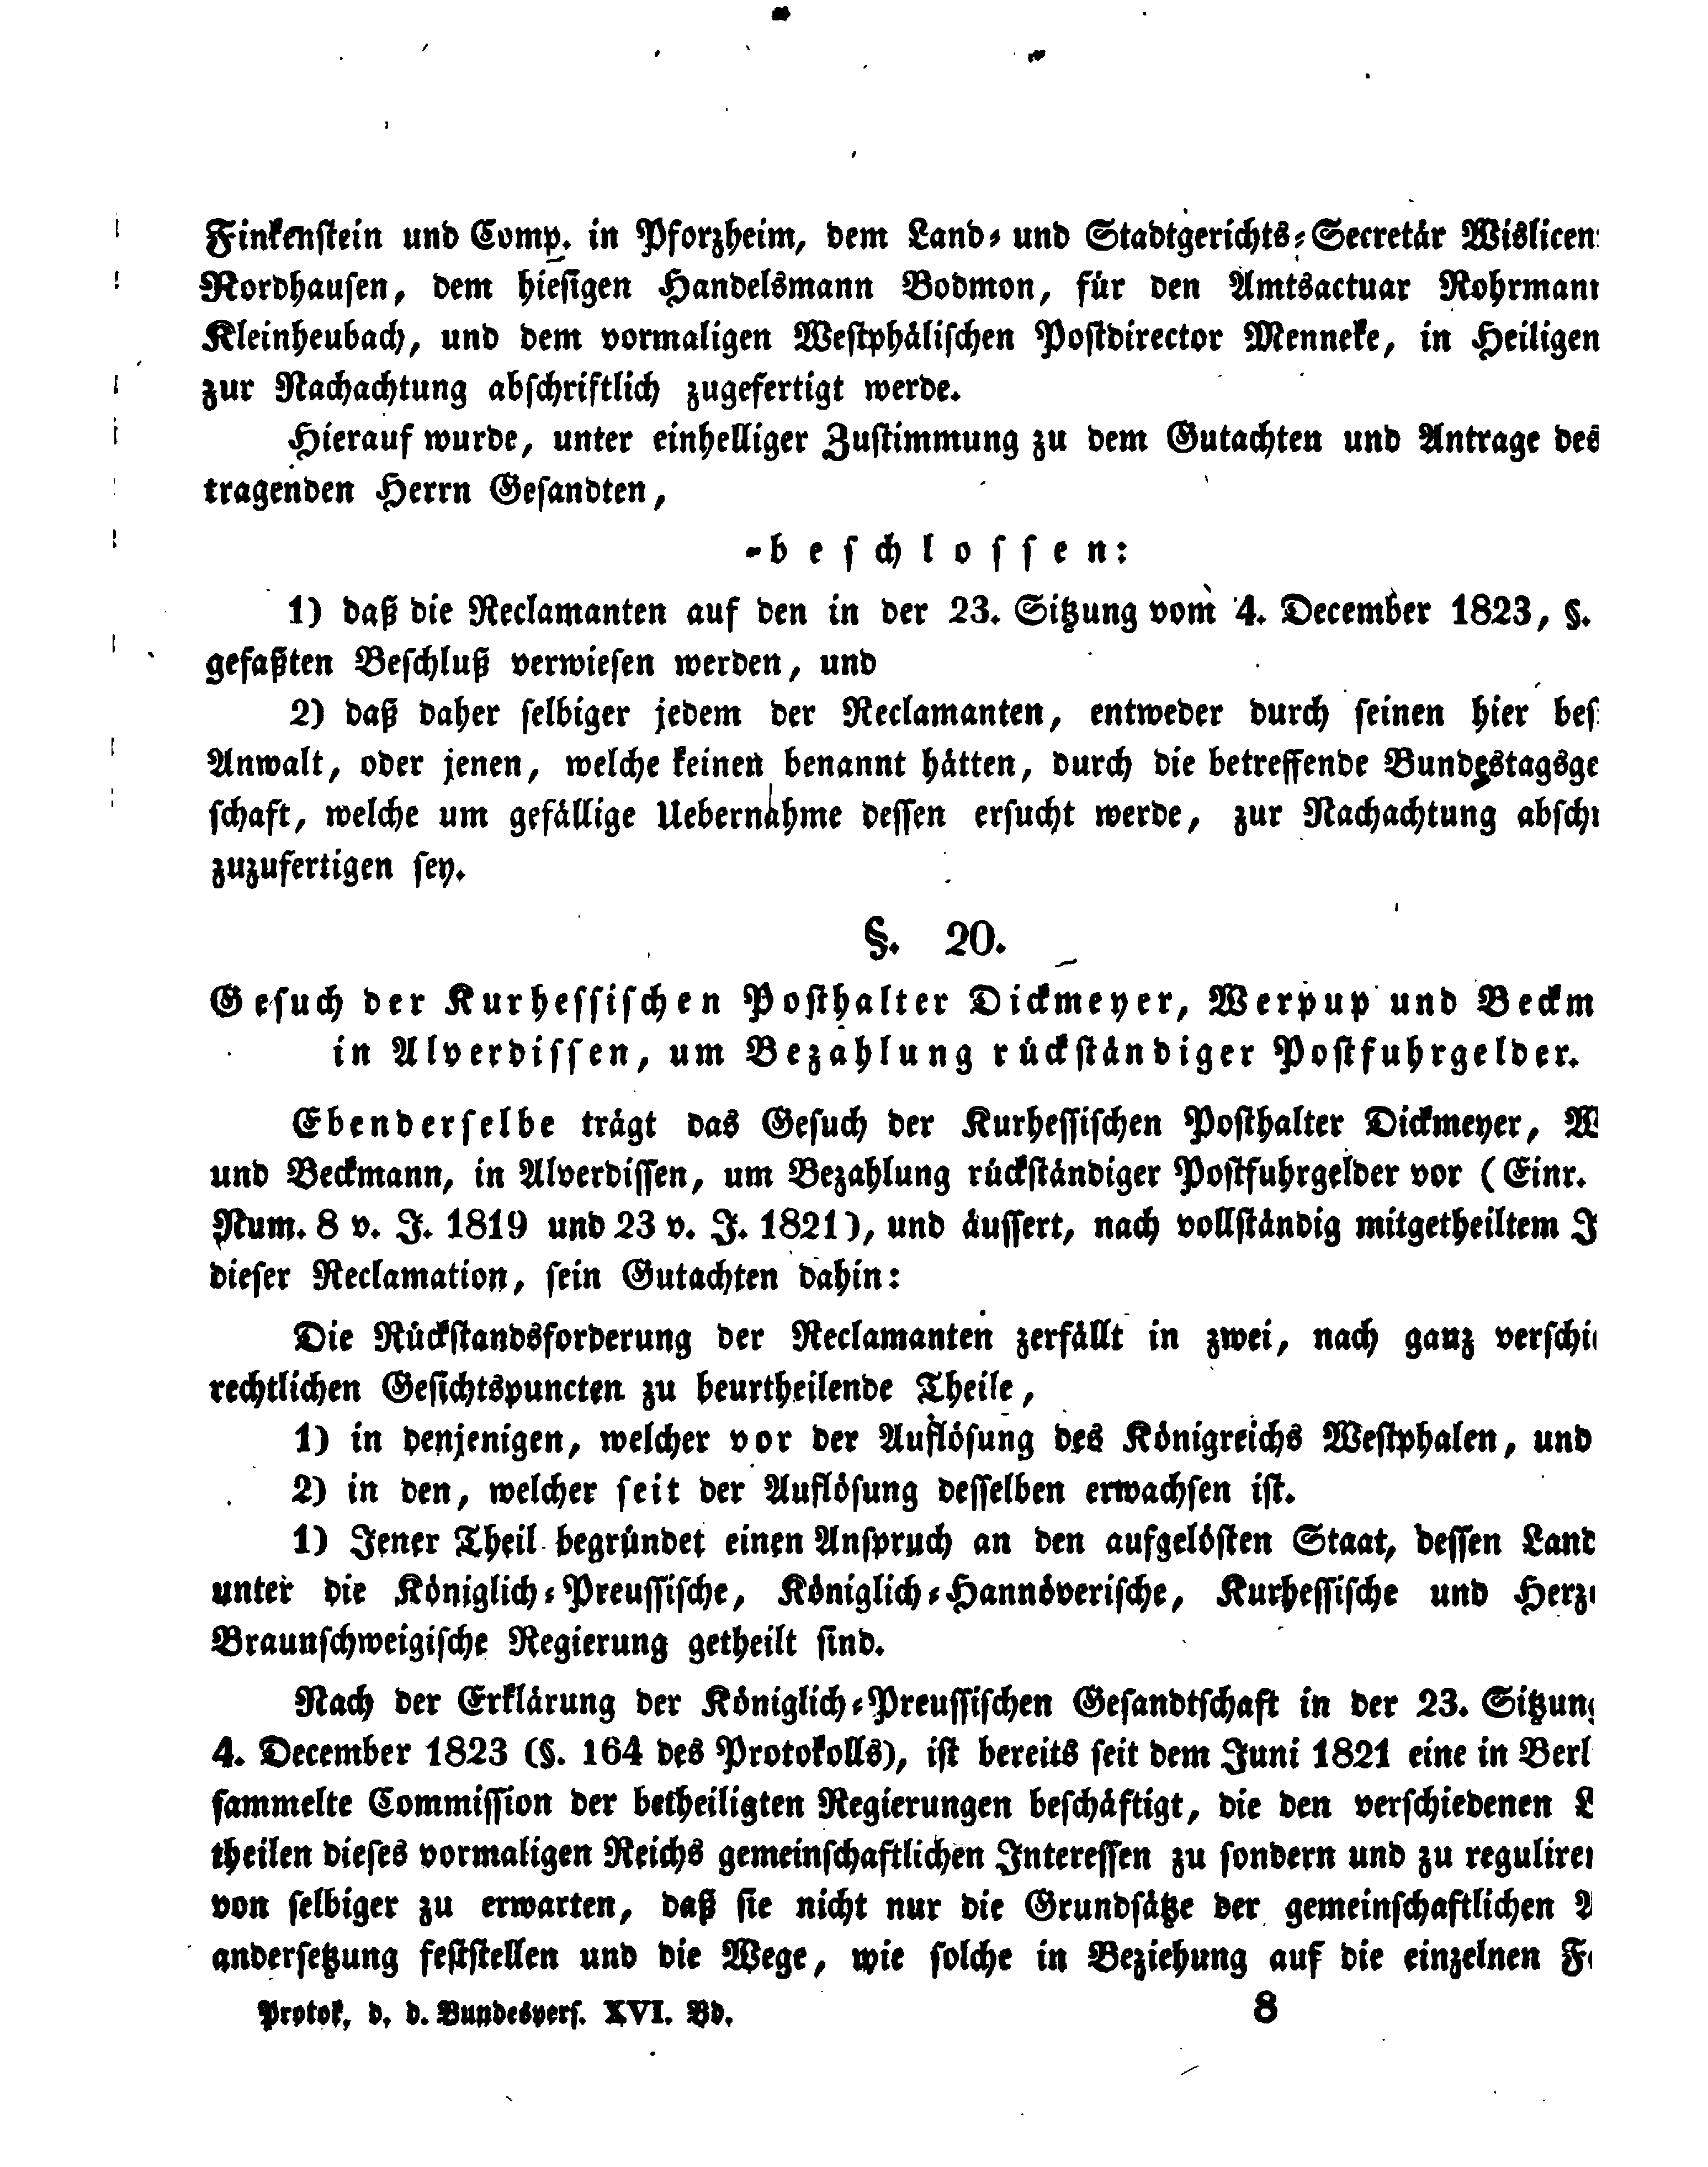 Finkenstein und Comp. in Pforzheim, dem Land- und Stadtgerichts-Secretär Wislicen
Nordhausen, dem hiesigen Handelsmann Bodmon, für den Amtsactuar Rohrmann
Kleinheubach, und dem vormaligen Westphälischen Postdirector Menneke, in Heiligen
zur Nachachtung abschriftlich zugefertigt werde.
Hierauf wurde, unter einhelliger Zustimmung zu dem Gutachten und Antrage des
tragenden Herrn Gesandten,
beschlossen:
1) daß die Reclamanten auf den in der 23. Sitzung vom 4. December 1823, §.
gefaßten Beschluß verwiesen werden, und
2) daß daher selbiger jedem der Reclamanten, entweder durch seinen hier bes
Anwalt, oder jenen, welche keinen benannt hätten, durch die betreffende Bundestagsge
schaft, welche um gefällige Uebernahme dessen ersucht werde, zur Nachachtung absch
zuzufertigen sey.
§. 20.
Gesuch der Kurhessischen Posthalter Dickmeyer, Werpup und Beckm
in Alverdissen, um Bezahlung rückständiger Postfuhrgelder.
Ebenderselbe trägt das Gesuch der Kurhessischen Posthalter Dickmeyer, W
und Beckmann, in Alverdissen, um Bezahlung rückständiger Postfuhrgelder vor (Einr.
Num. 8 v. J. 1819 und 23 v. J. 1821), und äussert, nach vollständig mitgetheiltem J
dieser Reclamation, sein Gutachten dahin:
Die Rückstandsforderung der Reclamanten zerfällt in zwei, nach ganz verschi
rechtlichen Gesichtspuncten zu beurtheilende Theile,
1) in denjenigen, welcher vor der Auflösung des Königreichs Westphalen, und
2) in den, welcher seit der Auflösung desselben erwachsen ist.
1) Jener Theil begründet einen Anspruch an den aufgelösten Staat, dessen Land
unter die Königlich-Preussische, Königlich-Hannöverische, Kurhessische und Herz
Braunschweigische Regierung getheilt sind.
Nach der Erklärung der Königlich-Preussischen Gesandtschaft in der 23. Sitzung
4. December 1823 (§. 164 des Protokolls), ist bereits seit dem Juni 1821 eine in Berl
sammelte Commission der betheiligten Regierungen beschäftigt, die den verschiedenen L
theilen dieses vormaligen Reichs gemeinschaftlichen Interessen zu sondern und zu reguliren
von selbiger zu erwarten, daß sie nicht nur die Grundsätze der gemeinschaftlichen A
andersetzung feststellen und die Wege, wie solche in Beziehung auf die einzelnen Fo
Protok. d. d. Bundesvers. XVI. Bd.
8